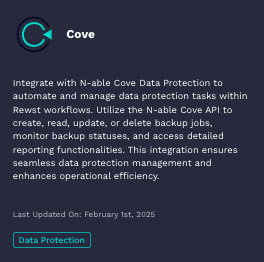 Cove
Integrate with N-able Cove Data Protection to
automate and manage data protection tasks within
Rewst workflows. Utilize the N-able Cove API to
create, read, update, or delete backup jobs,
monitor backup statuses, and access detailed
reporting functionalities. This integration ensures
seamless data protection management and
enhances operational efficiency.
Last Updated On: February 1st, 2025
Data Protection